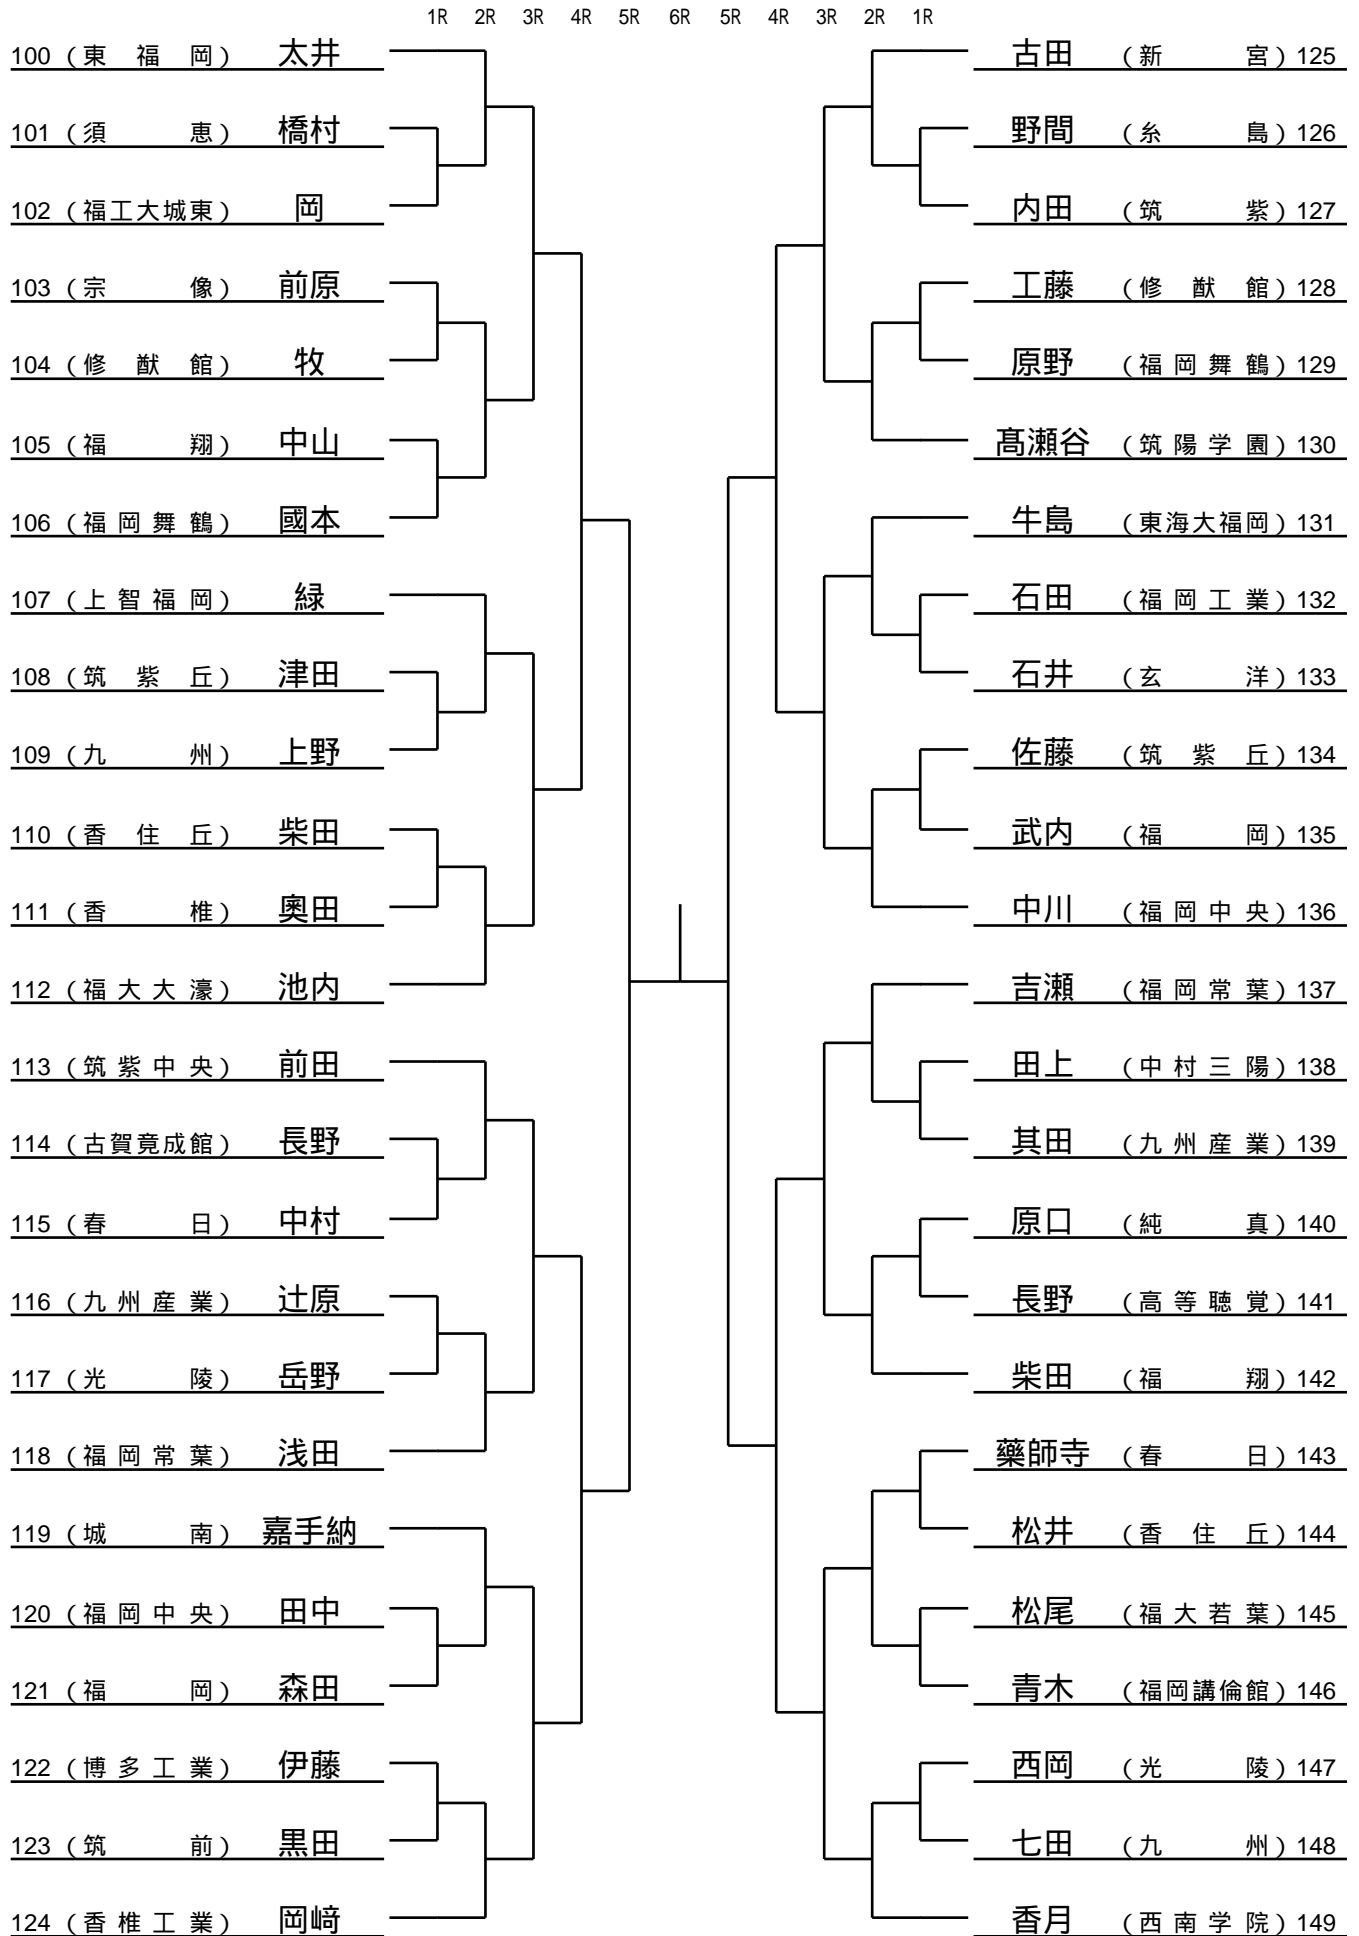 1R 2R 3R 4R 5R 6R 5R 4R 3R 2R 1R
100 (東福岡) 太井
101 (須恵) 橋村
102 (福工大城東) 岡
103 (宗像) 前原
104 (修猷館) 牧
105 (福翔) 中山
106 (福岡舞鶴) 國本
107 (上智福岡) 緑
108 (筑紫丘) 津田
109 (九州) 上野
110 (香住丘) 柴田
111 (香椎) 奥田
112 (福大大濠) 池内
113 (筑紫中央) 前田
114 (古賀竟成館) 長野
115 (春日) 中村
116 (九州産業) 辻原
117 (光陵) 岳野
118 (福岡常葉) 浅田
119 (城南) 嘉手納
120 (福岡中央) 田中
121 (福岡) 森田
122 (博多工業) 伊藤
123 (筑前) 黒田
124 (香椎工業) 岡﨑
古田 (新宮) 125
野間 (糸島) 126
内田 (筑紫) 127
工藤 (修猷館) 128
原野 (福岡舞鶴) 129
髙瀬谷 (筑陽学園) 130
牛島 (東海大福岡) 131
石田 (福岡工業) 132
石井 (玄洋) 133
佐藤 (筑紫丘) 134
武内 (福岡) 135
中川 (福岡中央) 136
吉瀬 (福岡常葉) 137
田上 (中村三陽) 138
其田 (九州産業) 139
原口 (純真) 140
長野 (高等聴覚) 141
柴田 (福翔) 142
藥師寺 (春日) 143
松井 (香住丘) 144
松尾 (福大若葉) 145
青木 (福岡講倫館) 146
西岡 (光陵) 147
七田 (九州) 148
香月 (西南学院) 149